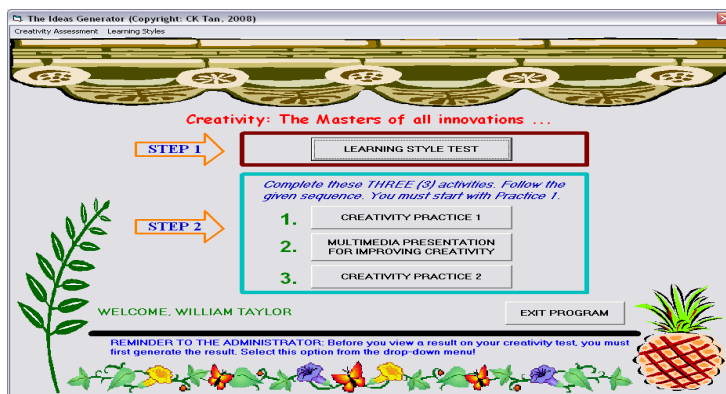 The Ideas Generator (Copyright: CK Tan, 2008)
Creativity Assessment Learning Styles
Creativity: The Masters of all innovations ...
STEP 1
LEARNING STYLE TEST
Complete these THREE (3) activities. Follow the
given sequence. You must start with Practice 1.
STEP 2
1. CREATIVITY PRACTICE 1
2. MULTIMEDIA PRESENTATION
FOR IMPROVING CREATIVITY
3. CREATIVITY PRACTICE 2
WELCOME, WILLIAM TAYLOR
EXIT PROGRAM
REMINDER TO THE ADMINISTRATOR: Before you view a result on your creativity test, you must
first generate the result. Select this option from the drop-down menu!